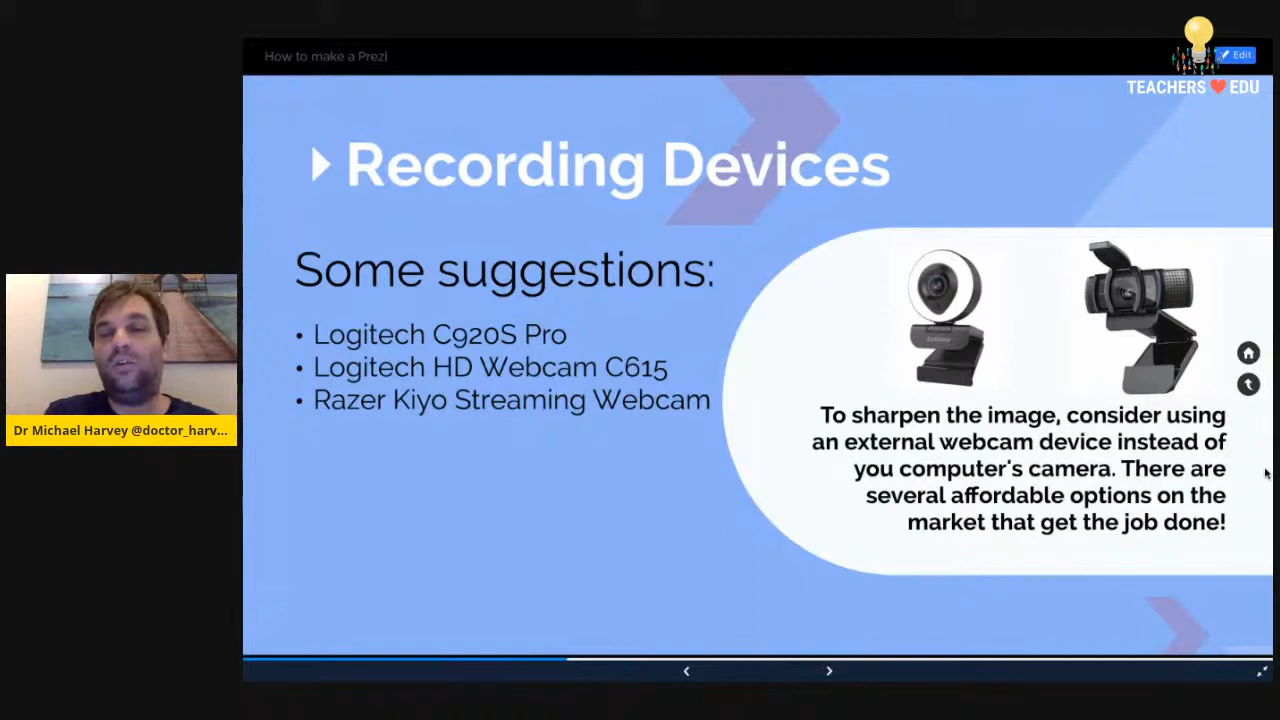 How to make a Prezi
Edit
TEACHERS ❤️ EDU
Recording Devices
Some suggestions:
• Logitech C920S Pro
• Logitech HD Webcam C615
• Razer Kiyo Streaming Webcam
To sharpen the image, consider using
an external webcam device instead of
you computer's camera. There are
several affordable options on the
market that get the job done!
Dr Michael Harvey @doctor_harv...